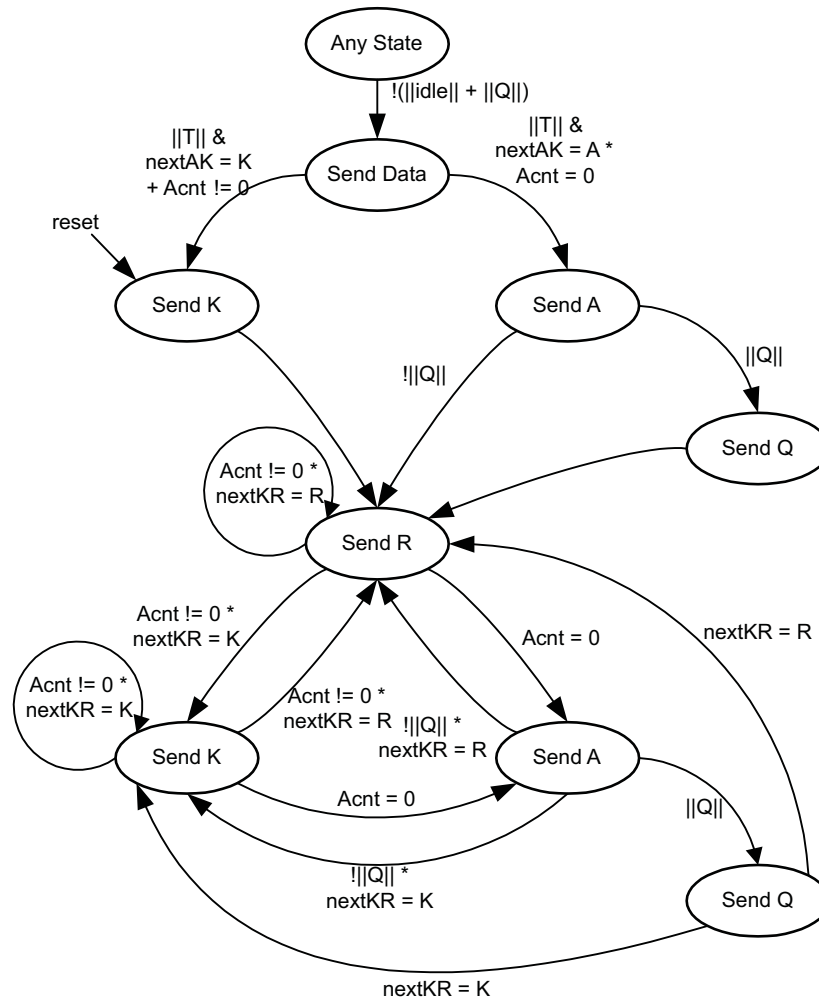 Any State
!(||idle|| + ||Q||)
||T|| &
nextAK = K
+ Acnt != 0
||T|| &
nextAK = A *
Acnt = 0
Send Data
reset
Send K
Send A
!||Q||
||Q||
Send Q
Acnt != 0 *
nextKR = R
Send R
Acnt != 0 *
nextKR = K
Acnt = 0
nextKR = R
Acnt != 0 *
nextKR = K
Acnt != 0 *
nextKR = R
!||Q|| *
nextKR = R
Send K
Send A
Acnt = 0
||Q||
!||Q|| *
nextKR = K
Send Q
nextKR = K